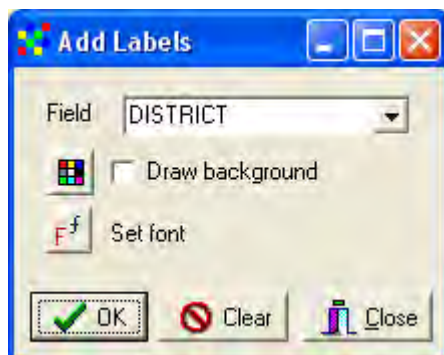 Add Labels
Field DISTRICT
Draw background
F f Set font
OK Clear Close